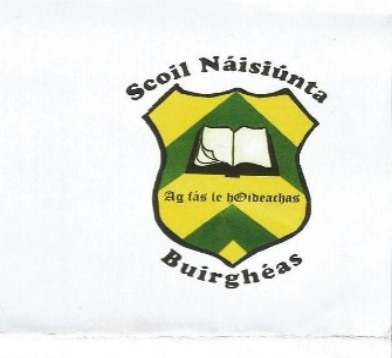 Scoil Náisiúnta
Ag fás le hOideachas
Buirghéas